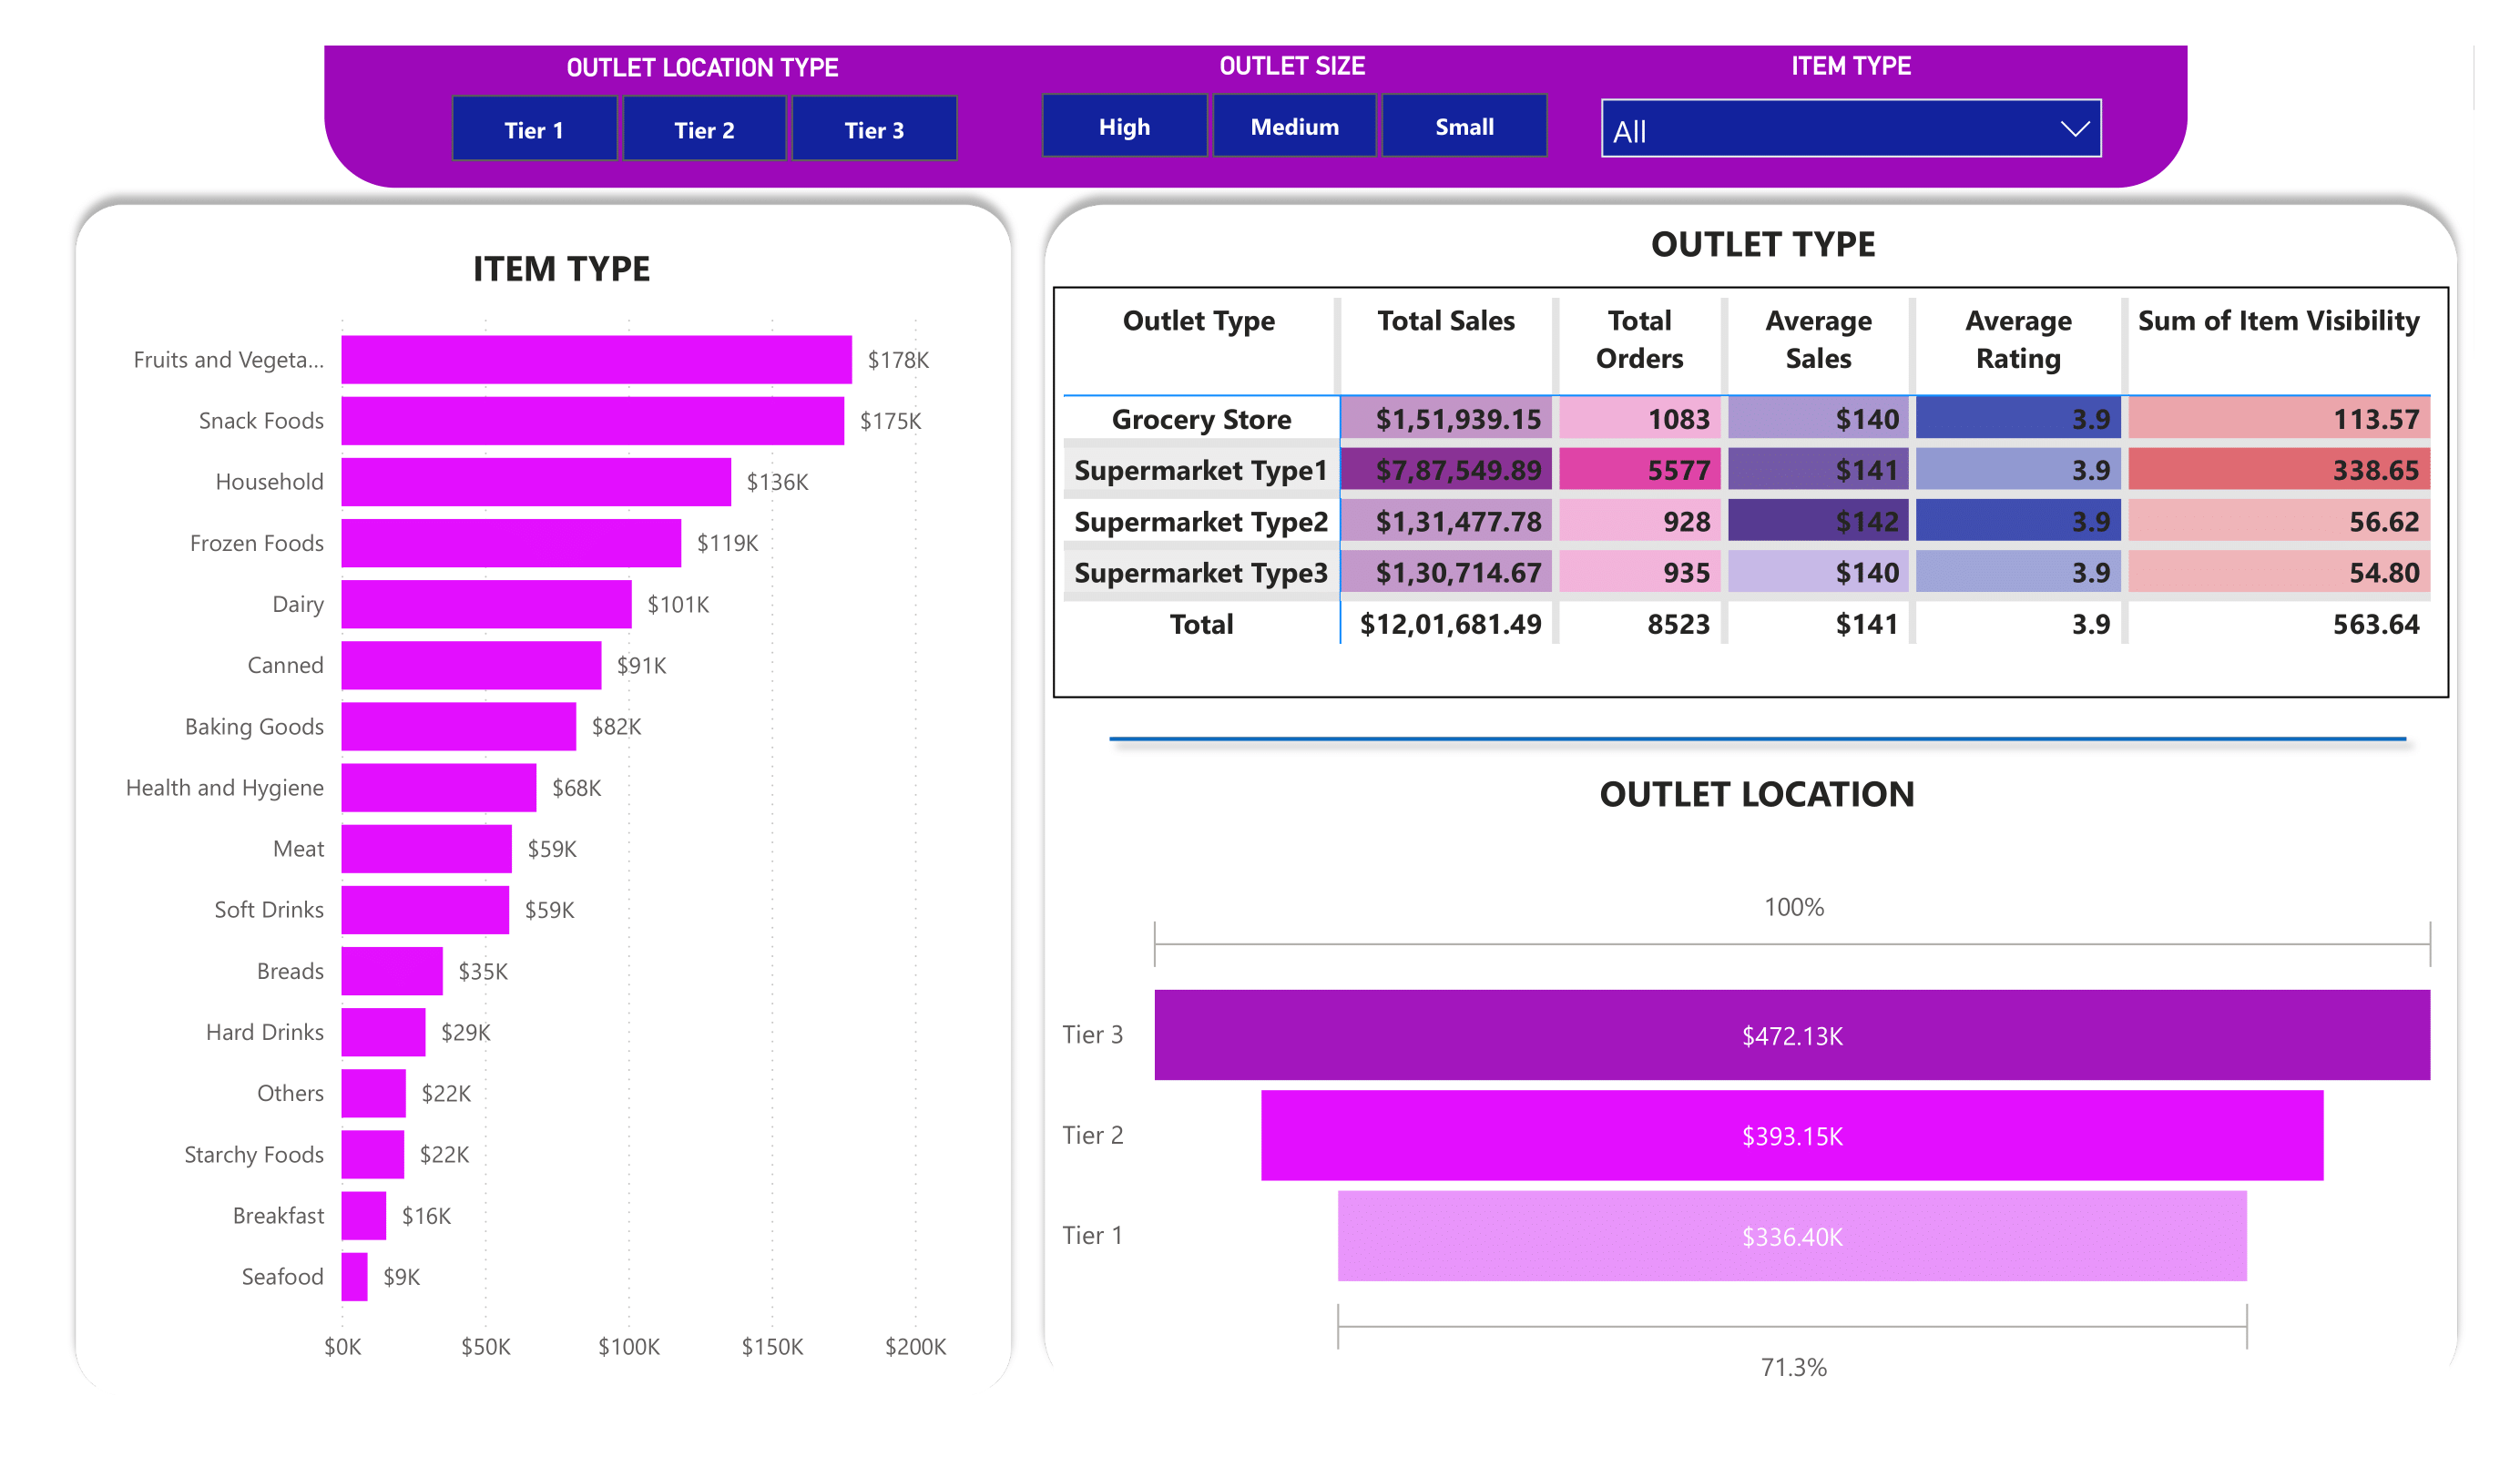 OUTLET LOCATION TYPE
Tier 1 Tier 2 Tier 3
OUTLET SIZE
High Medium Small
ITEM TYPE
All
ITEM TYPE
Fruits and Vegeta... $178K
Snack Foods $175K
Household $136K
Frozen Foods $119K
Dairy $101K
Canned $91K
Baking Goods $82K
Health and Hygiene $68K
Meat $59K
Soft Drinks $59K
Breads $35K
Hard Drinks $29K
Others $22K
Starchy Foods $22K
Breakfast $16K
Seafood $9K
$0K $50K $100K $150K $200K
OUTLET TYPE
Outlet Type Total Sales Total Average Average Sum of Item Visibility
Orders Sales Rating
Grocery Store $1,51,939.15 1083 $140 3.9 113.57
Supermarket Type1 $7,87,549.89 5577 $141 3.9 338.65
Supermarket Type2 $1,31,477.78 928 $142 3.9 56.62
Supermarket Type3 $1,30,714.67 935 $140 3.9 54.80
Total $12,01,681.49 8523 $141 3.9 563.64
OUTLET LOCATION
100%
Tier 3 $472.13K
Tier 2 $393.15K
Tier 1 $336.40K
71.3%